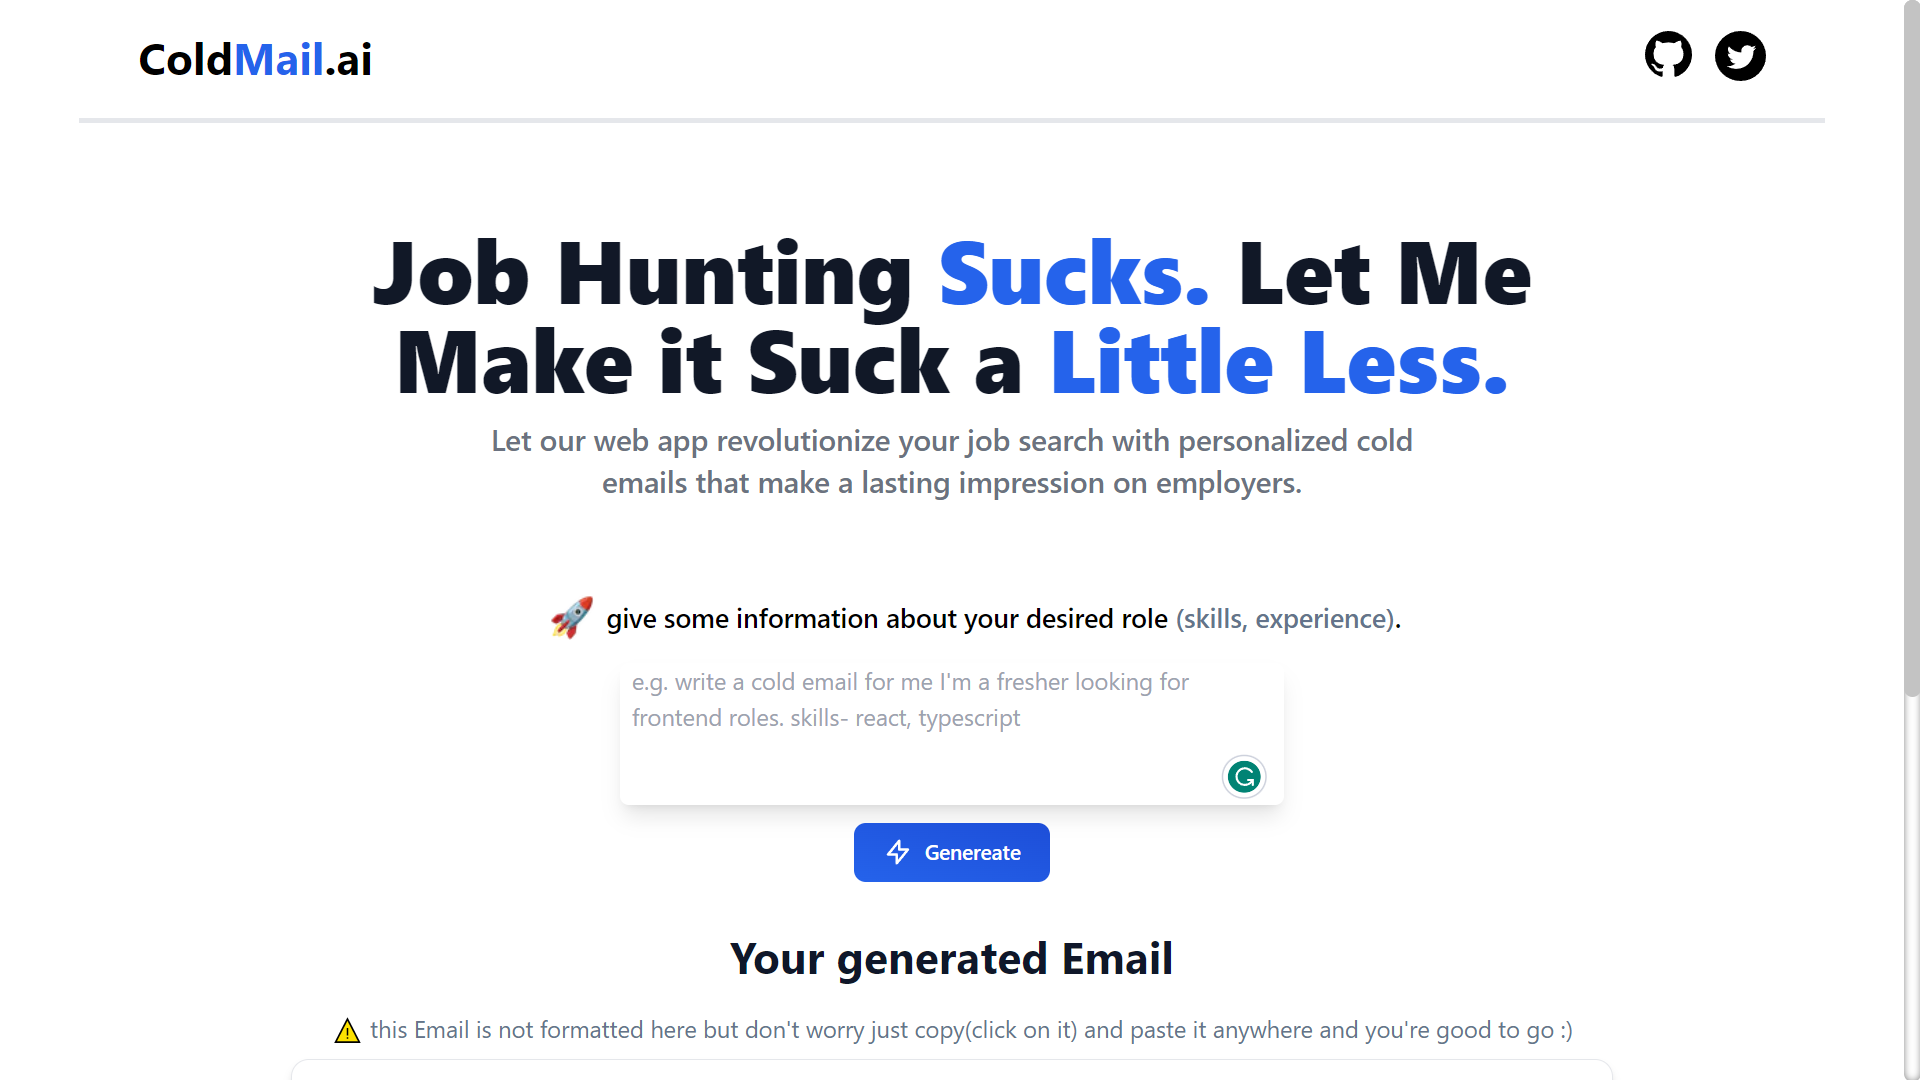 ColdMail.ai
Job Hunting Sucks. Let Me
Make it Suck a Little Less.
Let our web app revolutionize your job search with personalized cold
emails that make a lasting impression on employers.
🚀 give some information about your desired role (skills, experience).
e.g. write a cold email for me I'm a fresher looking for
frontend roles. skills- react, typescript
Genereate
Your generated Email
⚠ this Email is not formatted here but don't worry just copy(click on it) and paste it anywhere and you're good to go :)